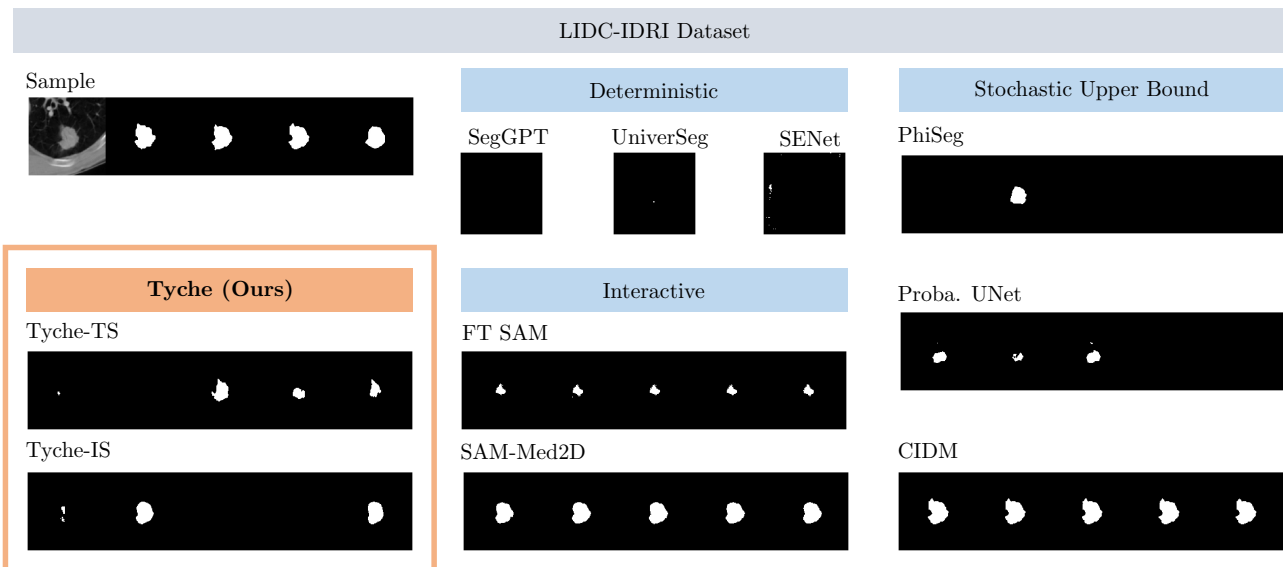 LIDC-IDRI Dataset
Sample
Deterministic
SegGPT
UniverSeg
SENet
Stochastic Upper Bound
PhiSeg
Tyche (Ours)
Tyche-TS
Tyche-IS
Interactive
FT SAM
SAM-Med2D
Proba. UNet
CIDM